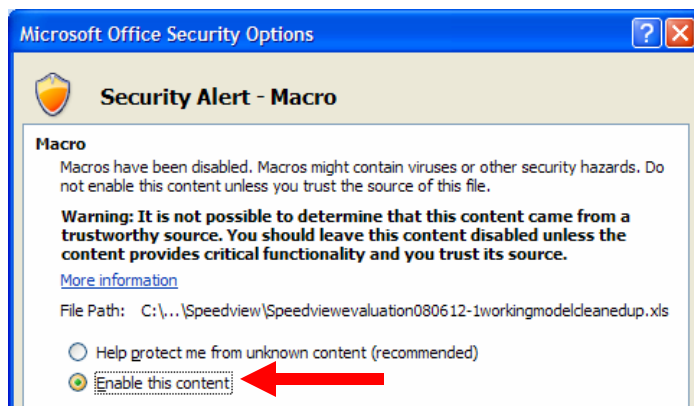 Microsoft Office Security Options
Security Alert - Macro
Macro
Macros have been disabled. Macros might contain viruses or other security hazards. Do
not enable this content unless you trust the source of this file.
Warning: It is not possible to determine that this content came from a
trustworthy source. You should leave this content disabled unless the
content provides critical functionality and you trust its source.
More information
File Path: C:\...\Speedview\Speedviewevaluation080612-1workingmodelcleanedup.xls
Help protect me from unknown content (recommended)
Enable this content